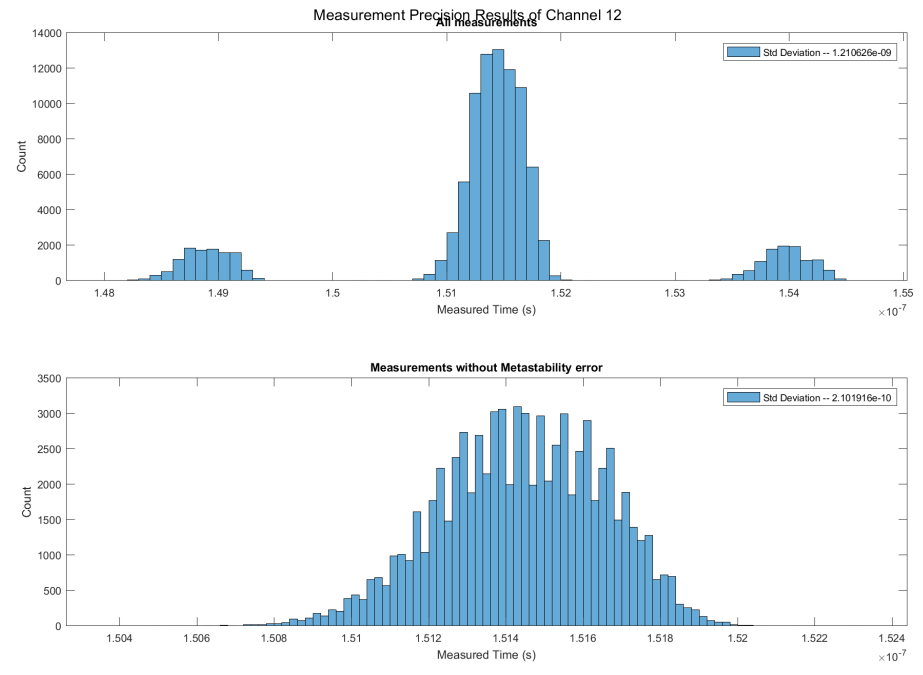 Measurement Precision Results of Channel 12
All measurements
14000
12000
10000
8000
6000
4000
2000
0
Count
Std Deviation -- 1.210626e-09
1.48 1.49 1.5 1.51 1.52 1.53 1.54 1.55
Measured Time (s)
×10⁻⁷
Measurements without Metastability error
3500
3000
2500
2000
1500
1000
500
0
Count
Std Deviation -- 2.101916e-10
1.504 1.506 1.508 1.51 1.512 1.514 1.516 1.518 1.52 1.522 1.524
Measured Time (s)
×10⁻⁷